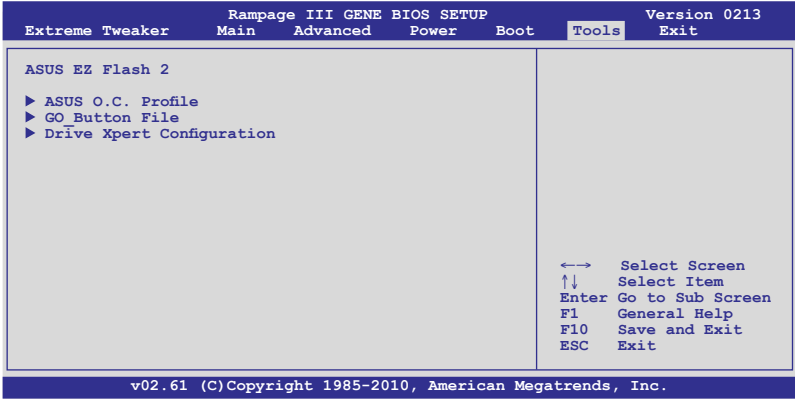 Rampage III GENE BIOS SETUP Version 0213
Extreme Tweaker Main Advanced Power Boot Tools Exit
ASUS EZ Flash 2
▶ ASUS O.C. Profile
▶ GO_Button File
▶ Drive Xpert Configuration
←→ Select Screen
↑↓ Select Item
Enter Go to Sub Screen
F1 General Help
F10 Save and Exit
ESC Exit
v02.61 (C)Copyright 1985-2010, American Megatrends, Inc.